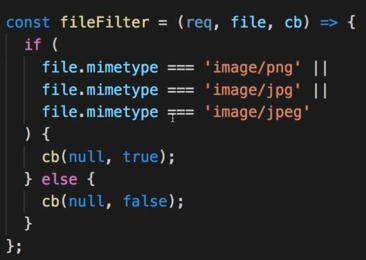 const fileFilter = (req, file, cb) => {
  if (
    file.mimetype === 'image/png' ||
    file.mimetype === 'image/jpg' ||
    file.mimetype === 'image/jpeg'
  ) {
    cb(null, true);
  } else {
    cb(null, false);
  }
};